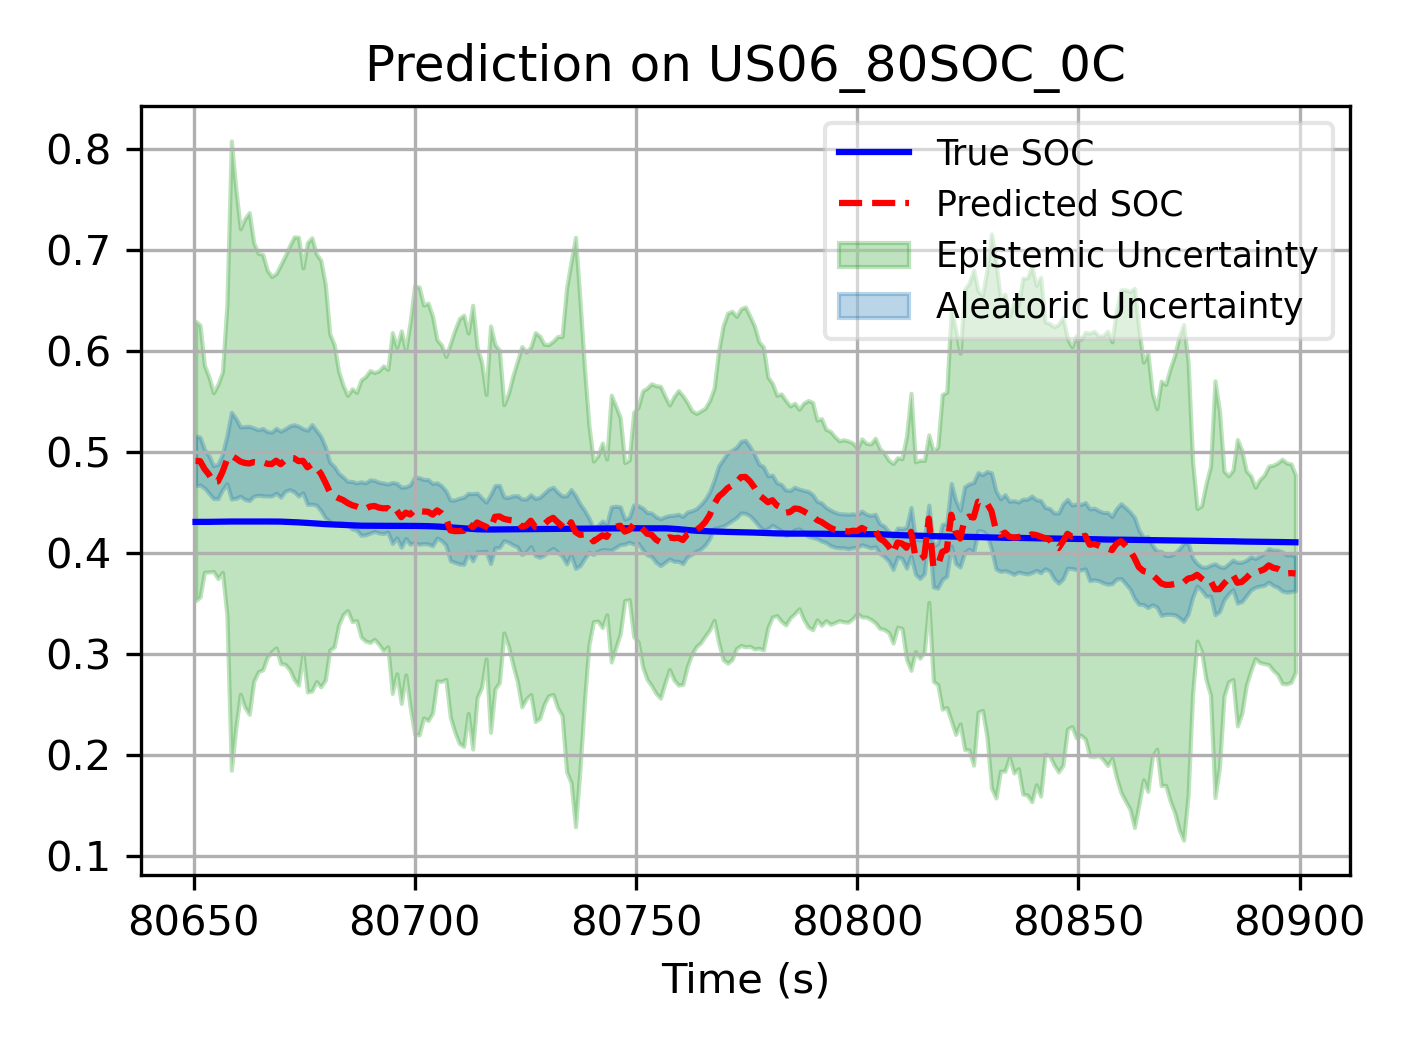 Prediction on US06_80SOC_0C
True SOC
Predicted SOC
Epistemic Uncertainty
Aleatoric Uncertainty
0.8
0.7
0.6
0.5
0.4
0.3
0.2
0.1
80650 80700 80750 80800 80850 80900
Time (s)